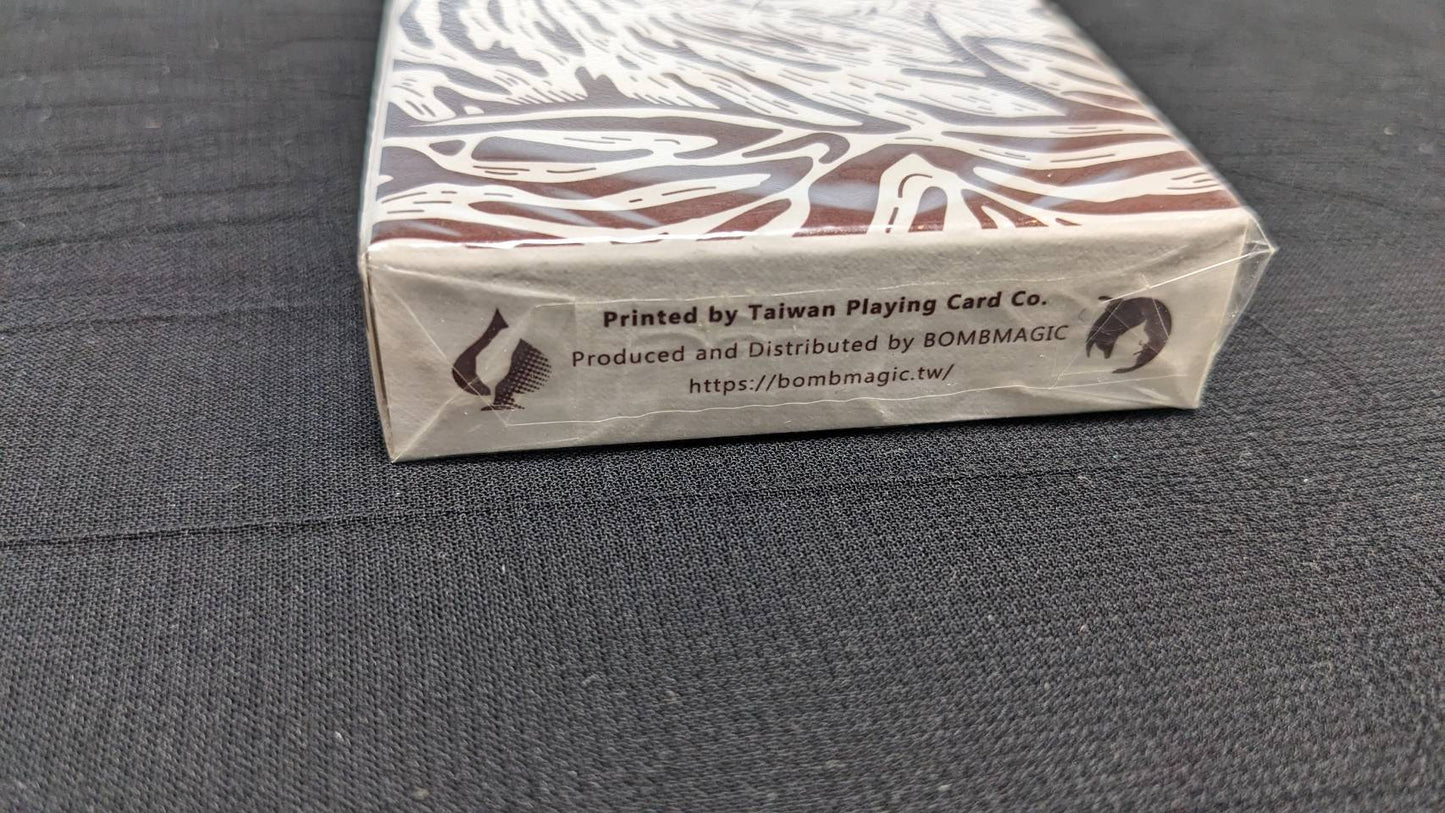 Printed by Taiwan Playing Card Co.
Produced and Distributed by BOMBMAGIC
https://bombmagic.tw/